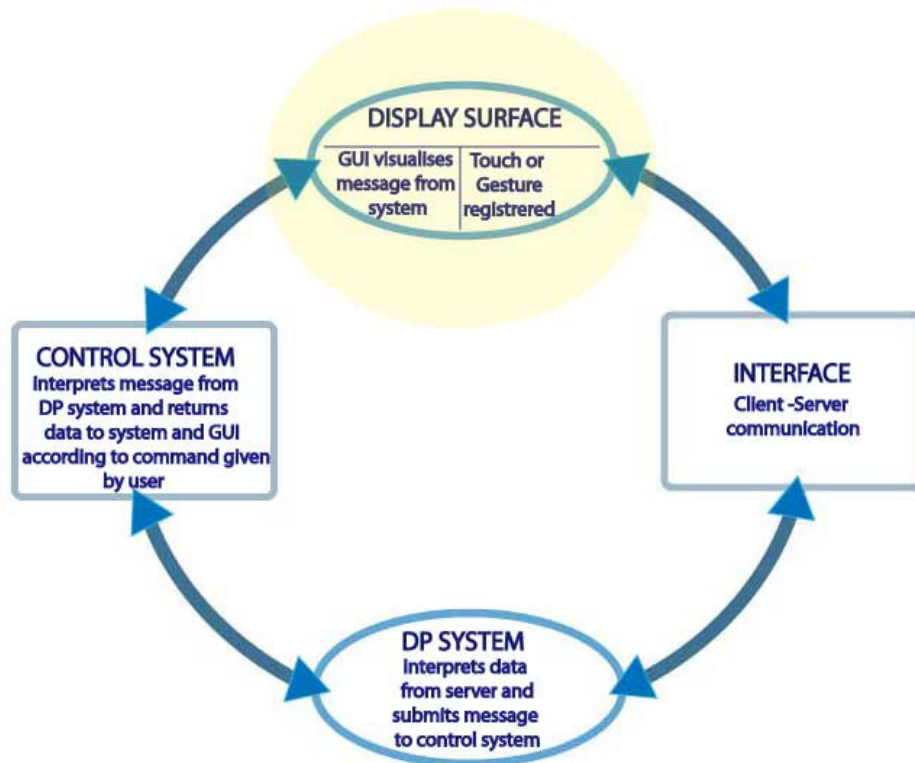 DISPLAY SURFACE
GUI visualises
message from
system
Touch or
Gesture
registrered
CONTROL SYSTEM
interprets message from
DP system and returns
data to system and GUI
according to command given
by user
INTERFACE
Client -Server
communication
DP SYSTEM
interprets data
from server and
submits message
to control system